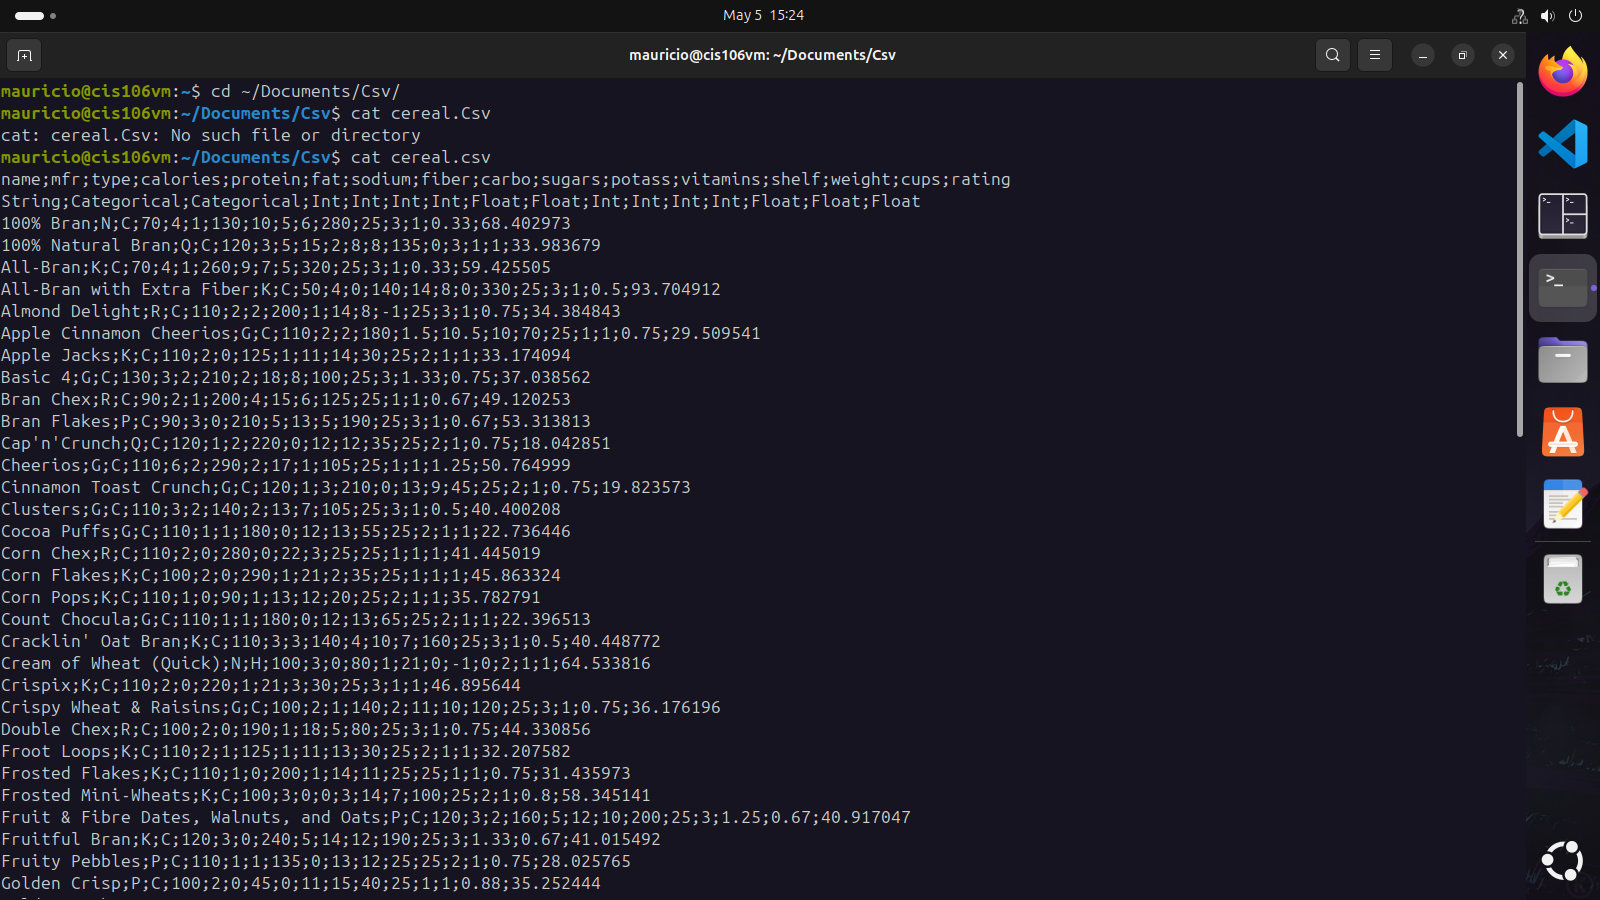 May 5 15:24
mauricio@cis106vm: ~/Documents/Csv
mauricio@cis106vm:~$ cd ~/Documents/Csv/
mauricio@cis106vm:~/Documents/Csv$ cat cereal.Csv
cat: cereal.Csv: No such file or directory
mauricio@cis106vm:~/Documents/Csv$ cat cereal.csv
name;mfr;type;calories;protein;fat;sodium;fiber;carbo;sugars;potass;vitamins;shelf;weight;cups;rating
String;Categorical;Categorical;Int;Int;Int;Int;Float;Float;Int;Int;Int;Int;Float;Float;Float
100% Bran;N;C;70;4;1;130;10;5;6;280;25;3;1;0.33;68.402973
100% Natural Bran;Q;C;120;3;5;15;2;8;8;135;0;3;1;1;33.983679
All-Bran;K;C;70;4;1;260;9;7;5;320;25;3;1;0.33;59.425505
All-Bran with Extra Fiber;K;C;50;4;0;140;14;8;0;330;25;3;1;0.5;93.704912
Almond Delight;R;C;110;2;2;200;1;14;8;-1;25;3;1;0.75;34.384843
Apple Cinnamon Cheerios;G;C;110;2;2;180;1.5;10.5;10;70;25;1;1;0.75;29.509541
Apple Jacks;K;C;110;2;0;125;1;11;14;30;25;2;1;1;33.174094
Basic 4;G;C;130;3;2;210;2;18;8;100;25;3;1.33;0.75;37.038562
Bran Chex;R;C;90;2;1;200;4;15;6;125;25;1;1;0.67;49.120253
Bran Flakes;P;C;90;3;0;210;5;13;5;190;25;3;1;0.67;53.313813
Cap'n'Crunch;Q;C;120;1;2;220;0;12;12;35;25;2;1;0.75;18.042851
Cheerios;G;C;110;6;2;290;2;17;1;105;25;1;1;1.25;50.764999
Cinnamon Toast Crunch;G;C;120;1;3;210;0;13;9;45;25;2;1;0.75;19.823573
Clusters;G;C;110;3;2;140;2;13;7;105;25;3;1;0.5;40.400208
Cocoa Puffs;G;C;110;1;1;180;0;12;13;55;25;2;1;1;22.736446
Corn Chex;R;C;110;2;0;280;0;22;3;25;25;1;1;1;41.445019
Corn Flakes;K;C;100;2;0;290;1;21;2;35;25;1;1;1;45.863324
Corn Pops;K;C;110;1;0;90;1;13;12;20;25;2;1;1;35.782791
Count Chocula;G;C;110;1;1;180;0;12;13;65;25;2;1;1;22.396513
Cracklin' Oat Bran;K;C;110;3;3;140;4;10;7;160;25;3;1;0.5;40.448772
Cream of Wheat (Quick);N;H;100;3;0;80;1;21;0;-1;0;2;1;1;64.533816
Crispix;K;C;110;2;0;220;1;21;3;30;25;3;1;1;46.895644
Crispy Wheat & Raisins;G;C;100;2;1;140;2;11;10;120;25;3;1;0.75;36.176196
Double Chex;R;C;100;2;0;190;1;18;5;80;25;3;1;0.75;44.330856
Froot Loops;K;C;110;2;1;125;1;11;13;30;25;2;1;1;32.207582
Frosted Flakes;K;C;110;1;0;200;1;14;11;25;25;1;1;0.75;31.435973
Frosted Mini-Wheats;K;C;100;3;0;0;3;14;7;100;25;2;1;0.8;58.345141
Fruit & Fibre Dates, Walnuts, and Oats;P;C;120;3;2;160;5;12;10;200;25;3;1.25;0.67;40.917047
Fruitful Bran;K;C;120;3;0;240;5;14;12;190;25;3;1.33;0.67;41.015492
Fruity Pebbles;P;C;110;1;1;135;0;13;12;25;25;2;1;0.75;28.025765
Golden Crisp;P;C;100;2;0;45;0;11;15;40;25;1;1;0.88;35.252444